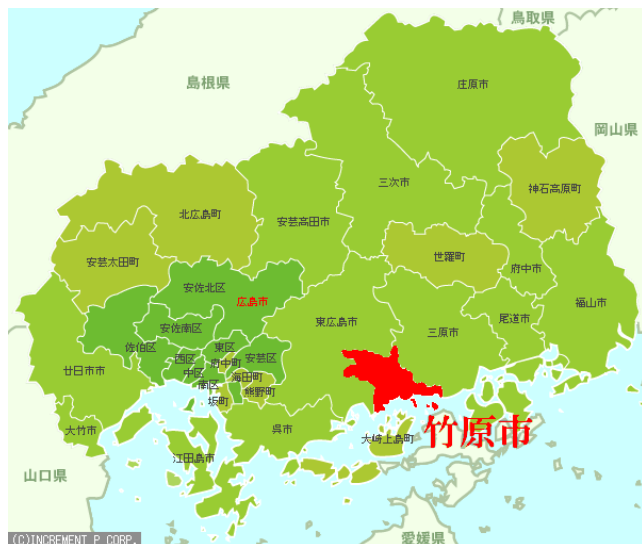 鳥取県
島根県
庄原市
岡山県
三次市
神石高原町
北広島町
安芸高田市
世羅町
安芸太田町
府中市
安佐北区
広島市
福山市
東広島市
尾道市
安佐南区
三原市
佐伯区
東区
西区
府中町
安芸区
廿日市市
中区
海田町
南区
熊野町
坂町
大竹市
呉市
竹原市
大崎上島町
江田島市
山口県
愛媛県
(C)INCREMENT P CORP.